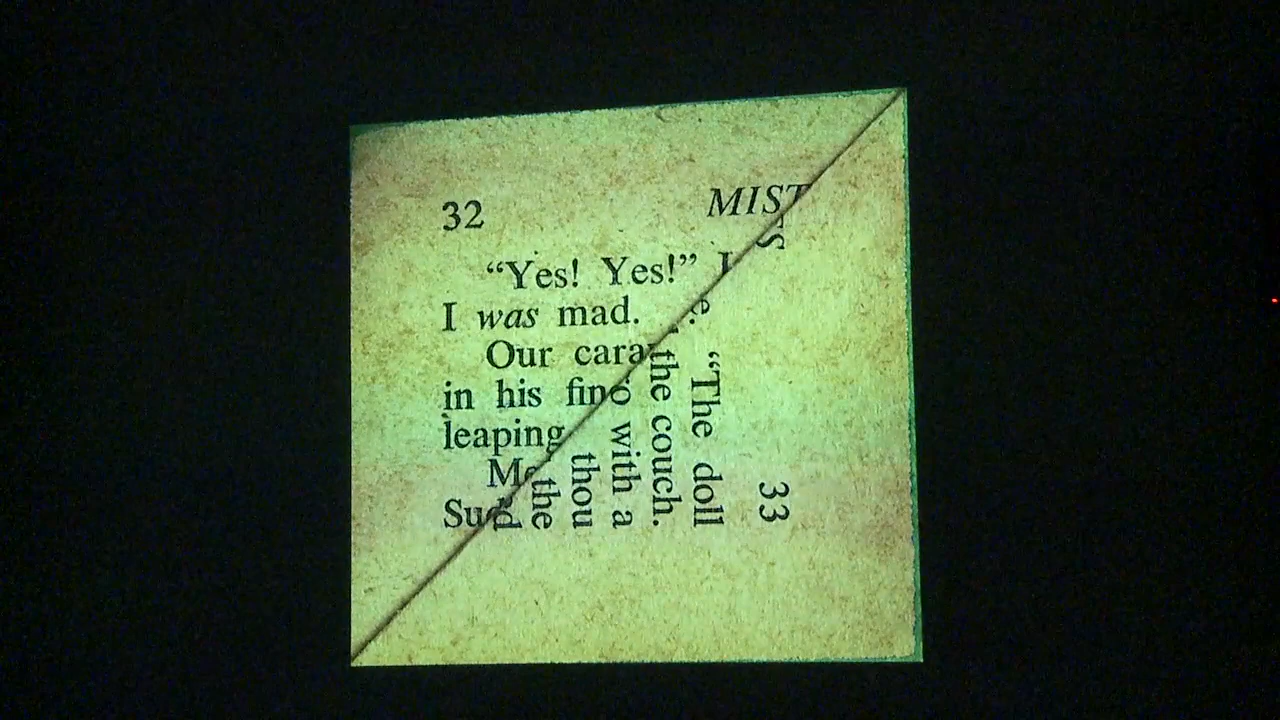 32 MIST
“Yes! Yes!” I
I was mad.
Our cara
in his fin
leaping
Su
33
“The doll
the couch.
with a
thou
the